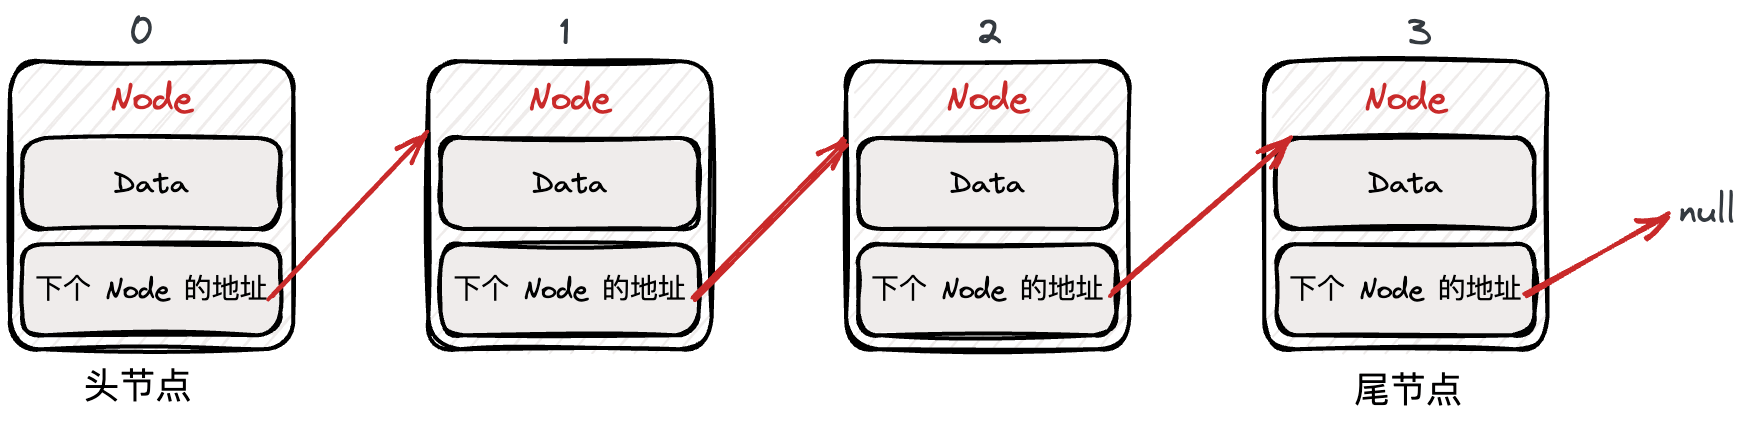 0
Node
Data
下个 Node 的地址
头节点
1
Node
Data
下个 Node 的地址
2
Node
Data
下个 Node 的地址
3
Node
Data
下个 Node 的地址
尾节点
null